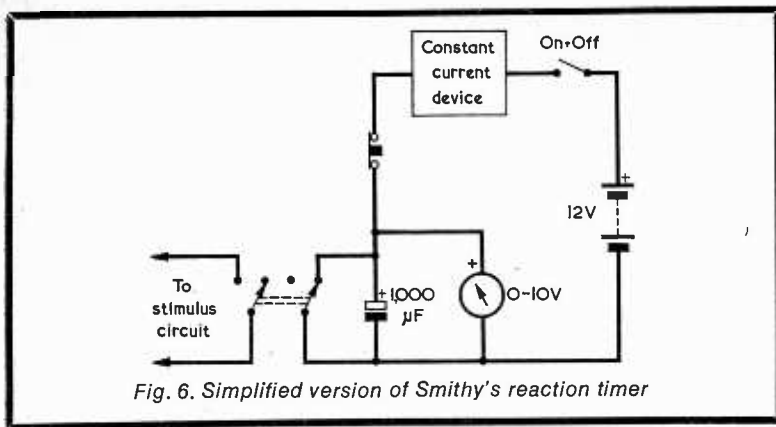 Constant
current
device
On-Off
+
12V
To
stimulus
circuit
+
1,000
µF
+
0-10V
Fig. 6. Simplified version of Smithy's reaction timer